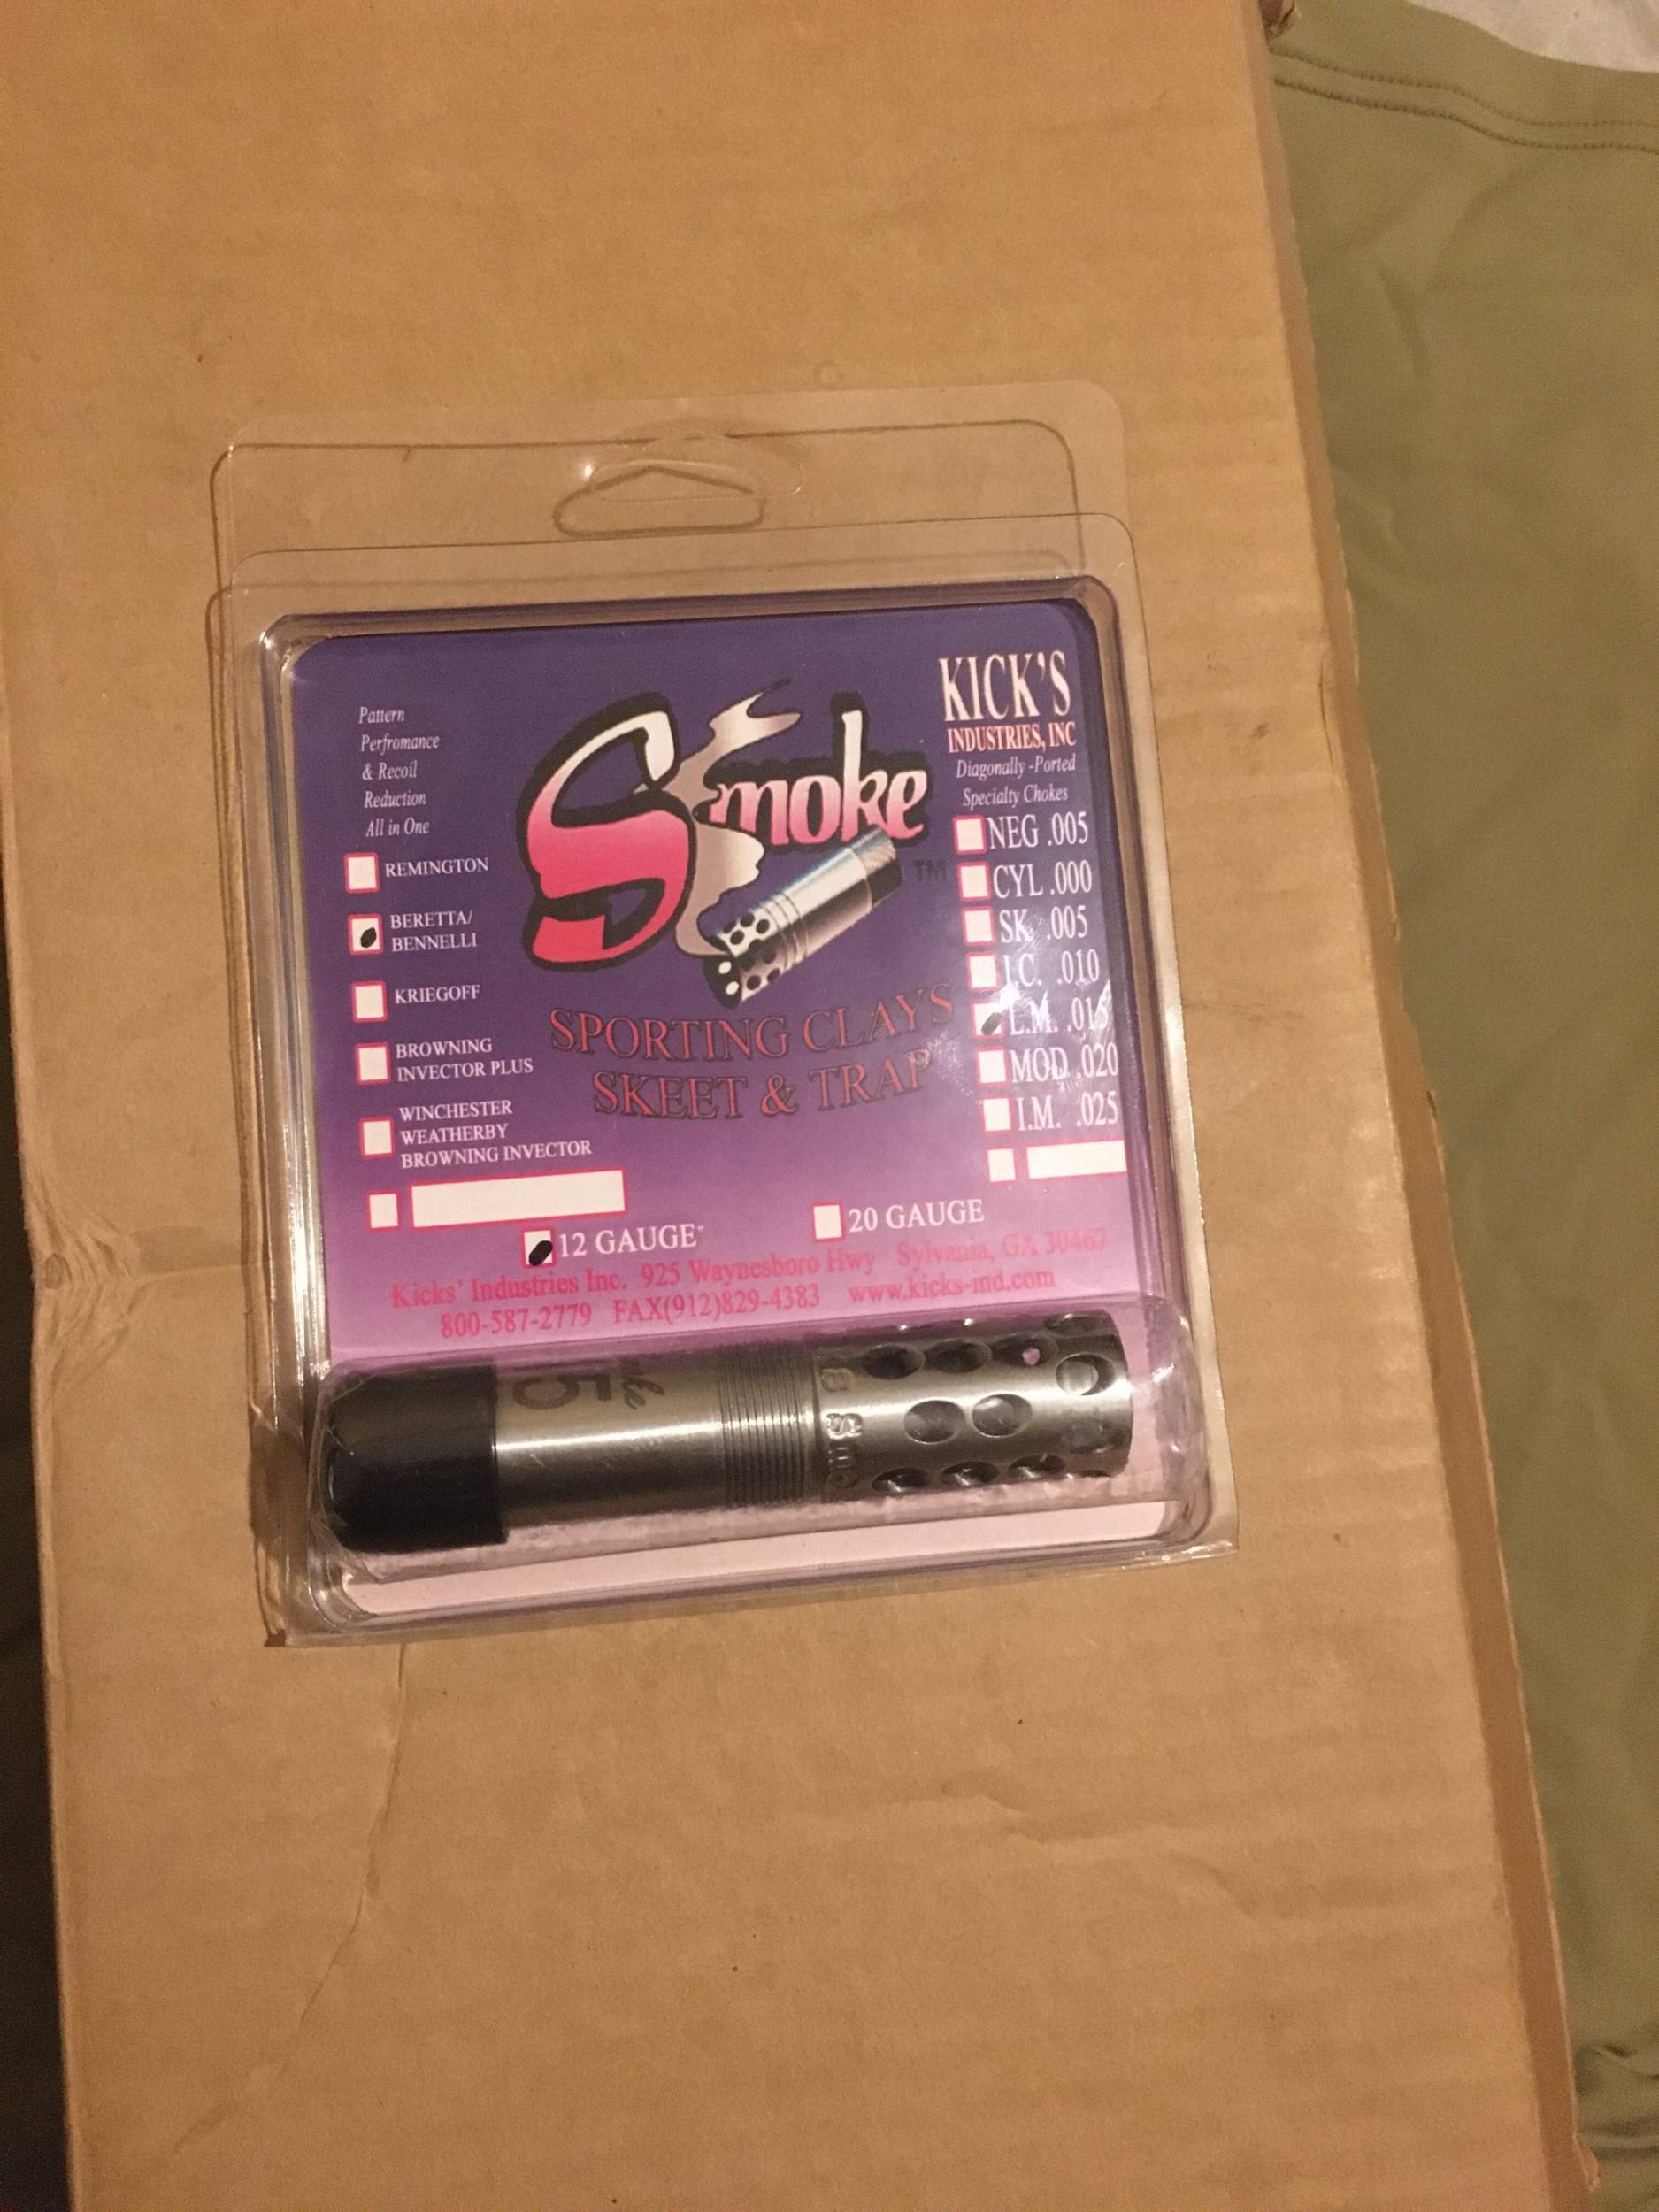 Pattern
Perfromance
& Recoil
Reduction
All in One
REMINGTON
BERETTA/
BENNELLI
KRIEGOFF
BROWNING
INVECTOR PLUS
WINCHESTER
WEATHERBY
BROWNING INVECTOR
Smoke
TM
SPORTING CLAYS
SKEET & TRAP
KICK'S
INDUSTRIES, INC
Diagonally -Ported
Specialty Chokes
NEG .005
CYL .000
SK .005
I.C. .010
L.M. .015
MOD .020
I.M. .025
12 GAUGE
20 GAUGE
Kicks' Industries Inc. 925 Waynesboro Hwy Sylvania, GA 30467
800-587-2779 FAX(912)829-4383 www.kicks-ind.com